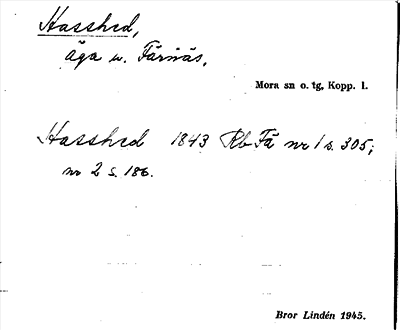 Hasshed,
äga u. Färnäs.
Mora sn o. tg, Kopp. l.
Hasshed 1843 Rb Fä nr 1 s. 305;
nr 2 s. 186.
Bror Lindén 1945.